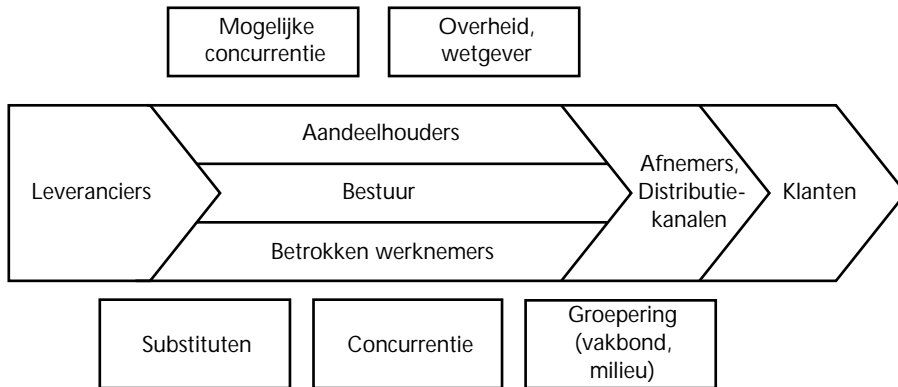 Mogelijke
concurrentie
Overheid,
wetgever
Leveranciers
Aandeelhouders
Bestuur
Betrokken werknemers
Afnemers,
Distributie-
kanalen
Klanten
Substituten
Concurrentie
Groepering
(vakbond,
milieu)